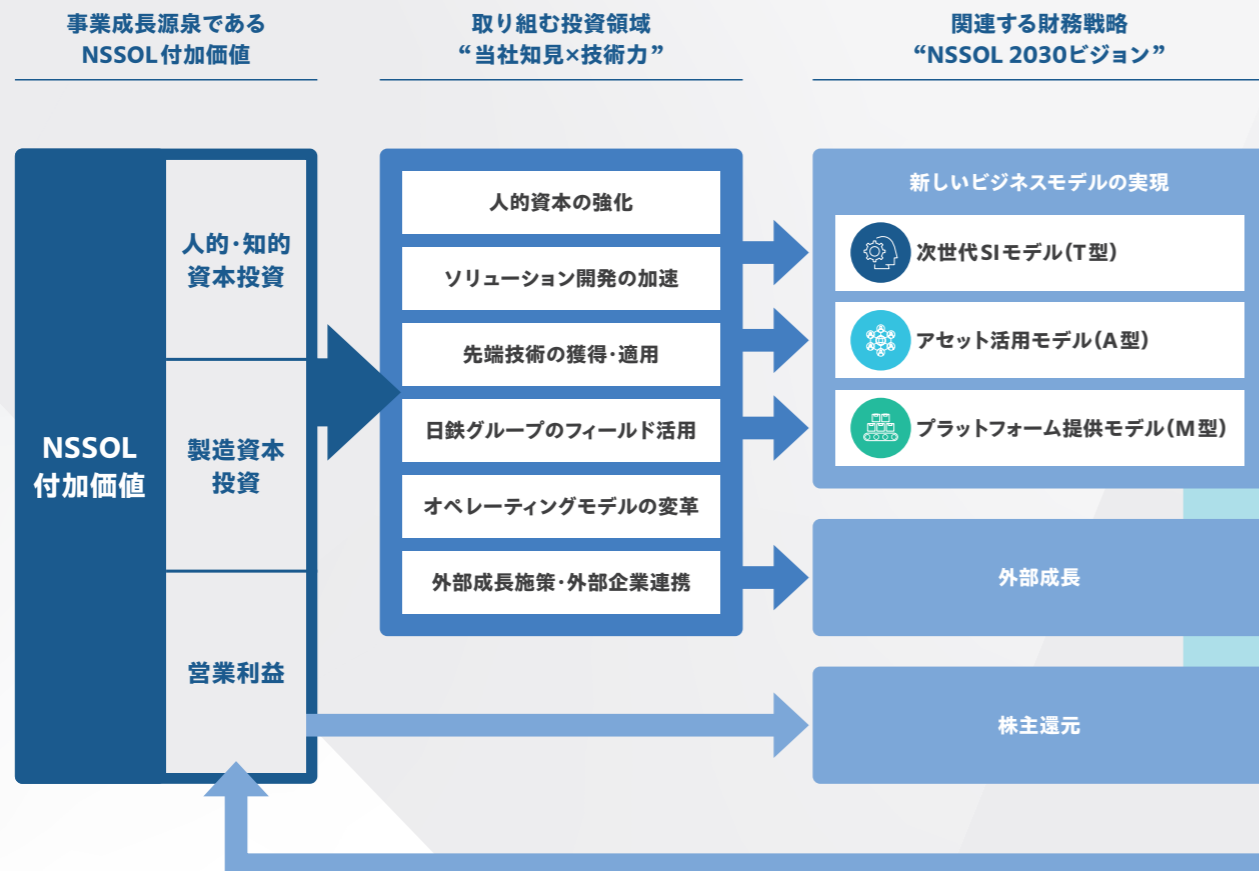 事業成長源泉である
NSSOL付加価値
取り組む投資領域
“当社知見×技術力”
関連する財務戦略
“NSSOL 2030ビジョン”
NSSOL
付加価値
人的・知的
資本投資
製造資本
投資
営業利益
人的資本の強化
ソリューション開発の加速
先端技術の獲得・適用
日鉄グループのフィールド活用
オペレーティングモデルの変革
外部成長施策・外部企業連携
新しいビジネスモデルの実現
次世代SIモデル(T型)
アセット活用モデル(A型)
プラットフォーム提供モデル(M型)
外部成長
株主還元